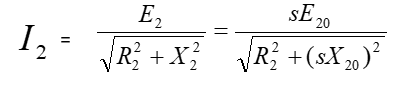 I₂ = E₂ / √(R₂² + X₂²) = sE₂₀ / √(R₂² + (sX₂₀)²)